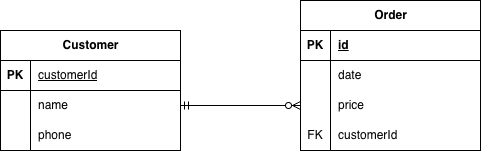 Customer
PK customerId
name
phone
Order
PK id
date
price
FK customerId